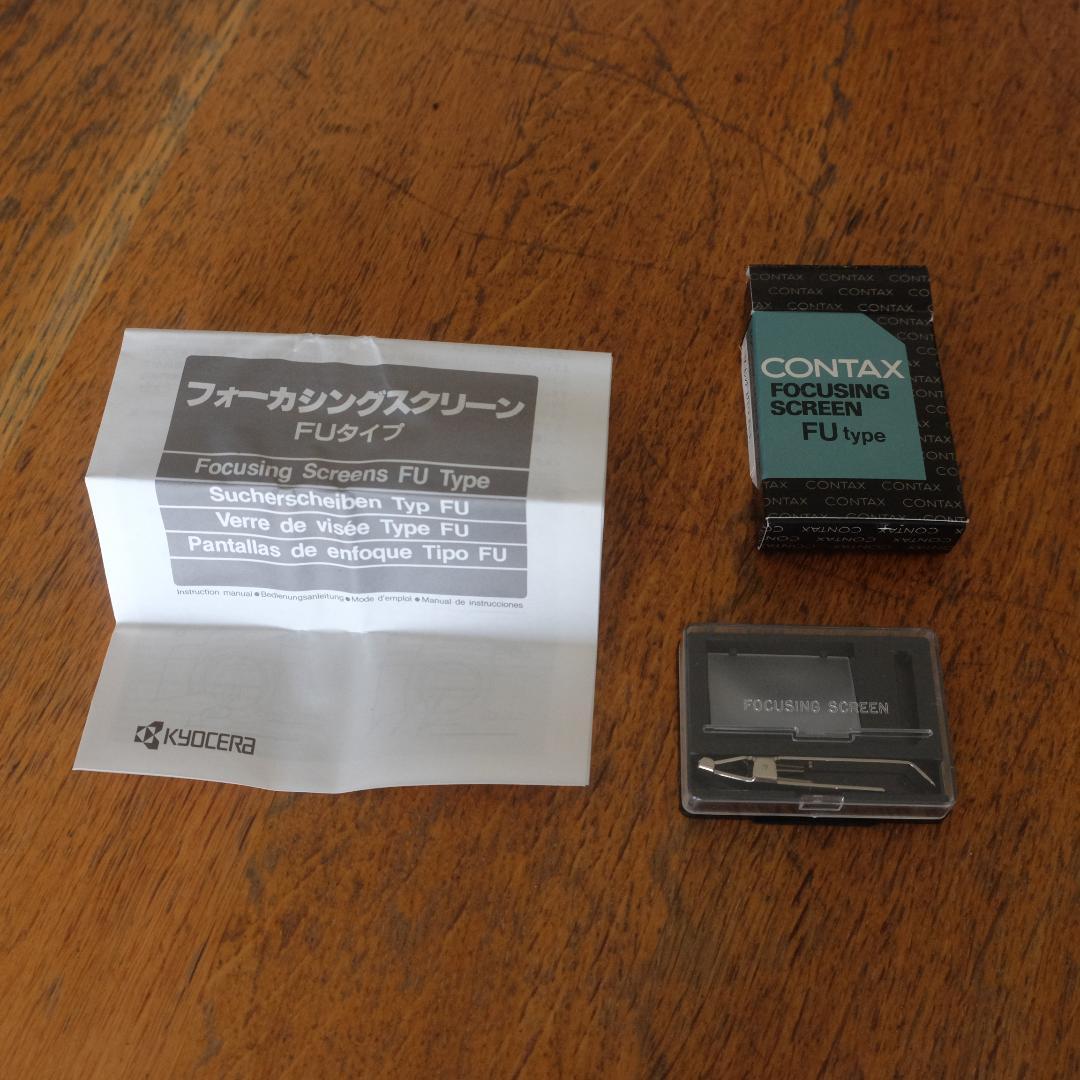 フォーカシングスクリーン
FUタイプ
Focusing Screens FU Type
Sucherscheiben Typ FU
Verre de visée Type FU
Pantallas de enfoque Tipo FU
Instruction manual●Bedienungsanleitung●Mode d'emploi●Manual de instrucciones
KYOCERA
CONTAX CONTAX CONTAX
CONTAX CONTAX
CONTAX CONTAX
CONTAX
FOCUSING
SCREEN
FU type
CONTAX CONTAX
CONTAX CONTAX
FOCUSING SCREEN